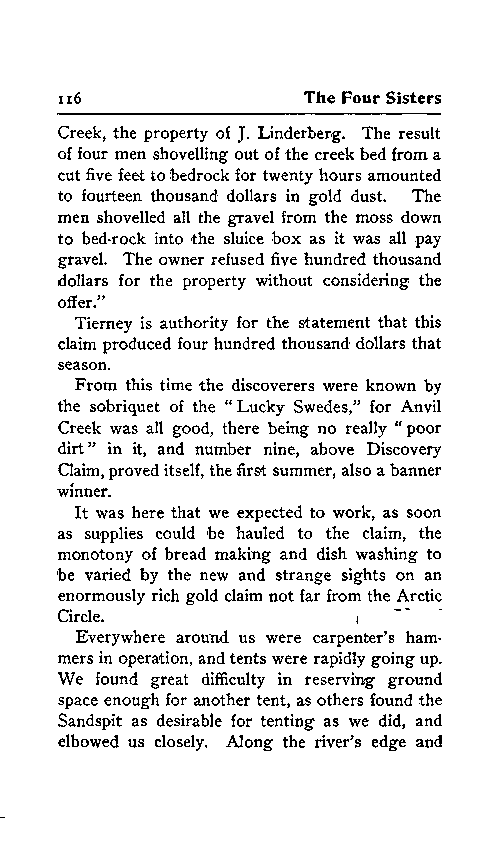 116 The Four Sisters
Creek, the property of J. Linderberg. The result
of four men shovelling out of the creek bed from a
cut five feet to bedrock for twenty hours amounted
to fourteen thousand dollars in gold dust. The
men shovelled all the gravel from the moss down
to bed-rock into the sluice box as it was all pay
gravel. The owner refused five hundred thousand
dollars for the property without considering the
offer.”
Tierney is authority for the statement that this
claim produced four hundred thousand dollars that
season.
From this time the discoverers were known by
the sobriquet of the “Lucky Swedes,” for Anvil
Creek was all good, there being no really “poor
dirt” in it, and number nine, above Discovery
Claim, proved itself, the first summer, also a banner
winner.
It was here that we expected to work, as soon
as supplies could be hauled to the claim, the
monotony of bread making and dish washing to
be varied by the new and strange sights on an
enormously rich gold claim not far from the Arctic
Circle.
Everywhere around us were carpenter’s ham-
mers in operation, and tents were rapidly going up.
We found great difficulty in reserving ground
space enough for another tent, as others found the
Sandspit as desirable for tenting as we did, and
elbowed us closely. Along the river’s edge and